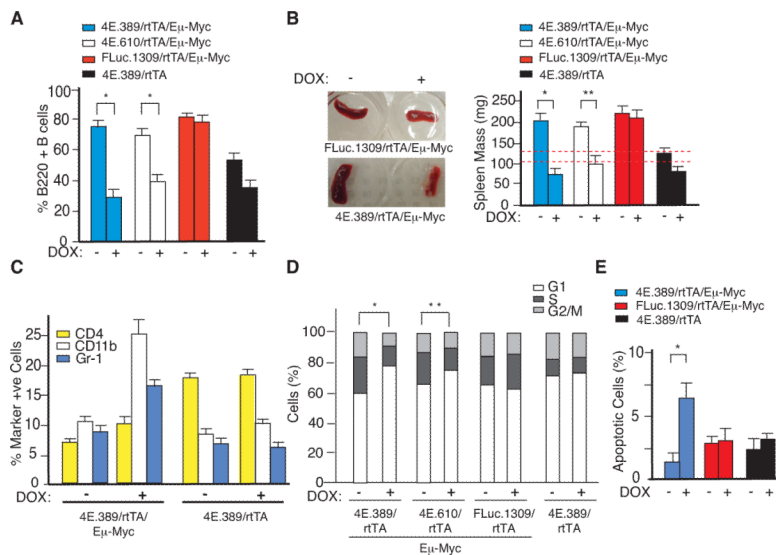 A
4E.389/rtTA/Eµ-Myc
4E.610/rtTA/Eµ-Myc
FLuc.1309/rtTA/Eµ-Myc
4E.389/rtTA
% B220 + B cells
100
80
60
40
20
0
* *
DOX: - + - + - + - +
B
DOX: - +
FLuc.1309/rtTA/Eµ-Myc
4E.389/rtTA/Eµ-Myc
4E.389/rtTA/Eµ-Myc
4E.610/rtTA/Eµ-Myc
FLuc.1309/rtTA/Eµ-Myc
4E.389/rtTA
Spleen Mass (mg)
250
200
150
100
50
0
* **
DOX: - + - + - + - +
C
CD4
CD11b
Gr-1
% Marker +ve Cells
25
20
15
10
5
0
DOX: - + - +
4E.389/rtTA/
Eµ-Myc
4E.389/rtTA
D
G1
S
G2/M
* **
Cells (%)
100
80
60
40
20
0
DOX: - + - + - + - +
4E.389/
rtTA
4E.610/
rtTA
FLuc.1309/
rtTA
4E.389/
rtTA
Eµ-Myc
E
4E.389/rtTA/Eµ-Myc
FLuc.1309/rtTA/Eµ-Myc
4E.389/rtTA
Apoptotic Cells (%)
10
5
0
*
DOX - + - + - +